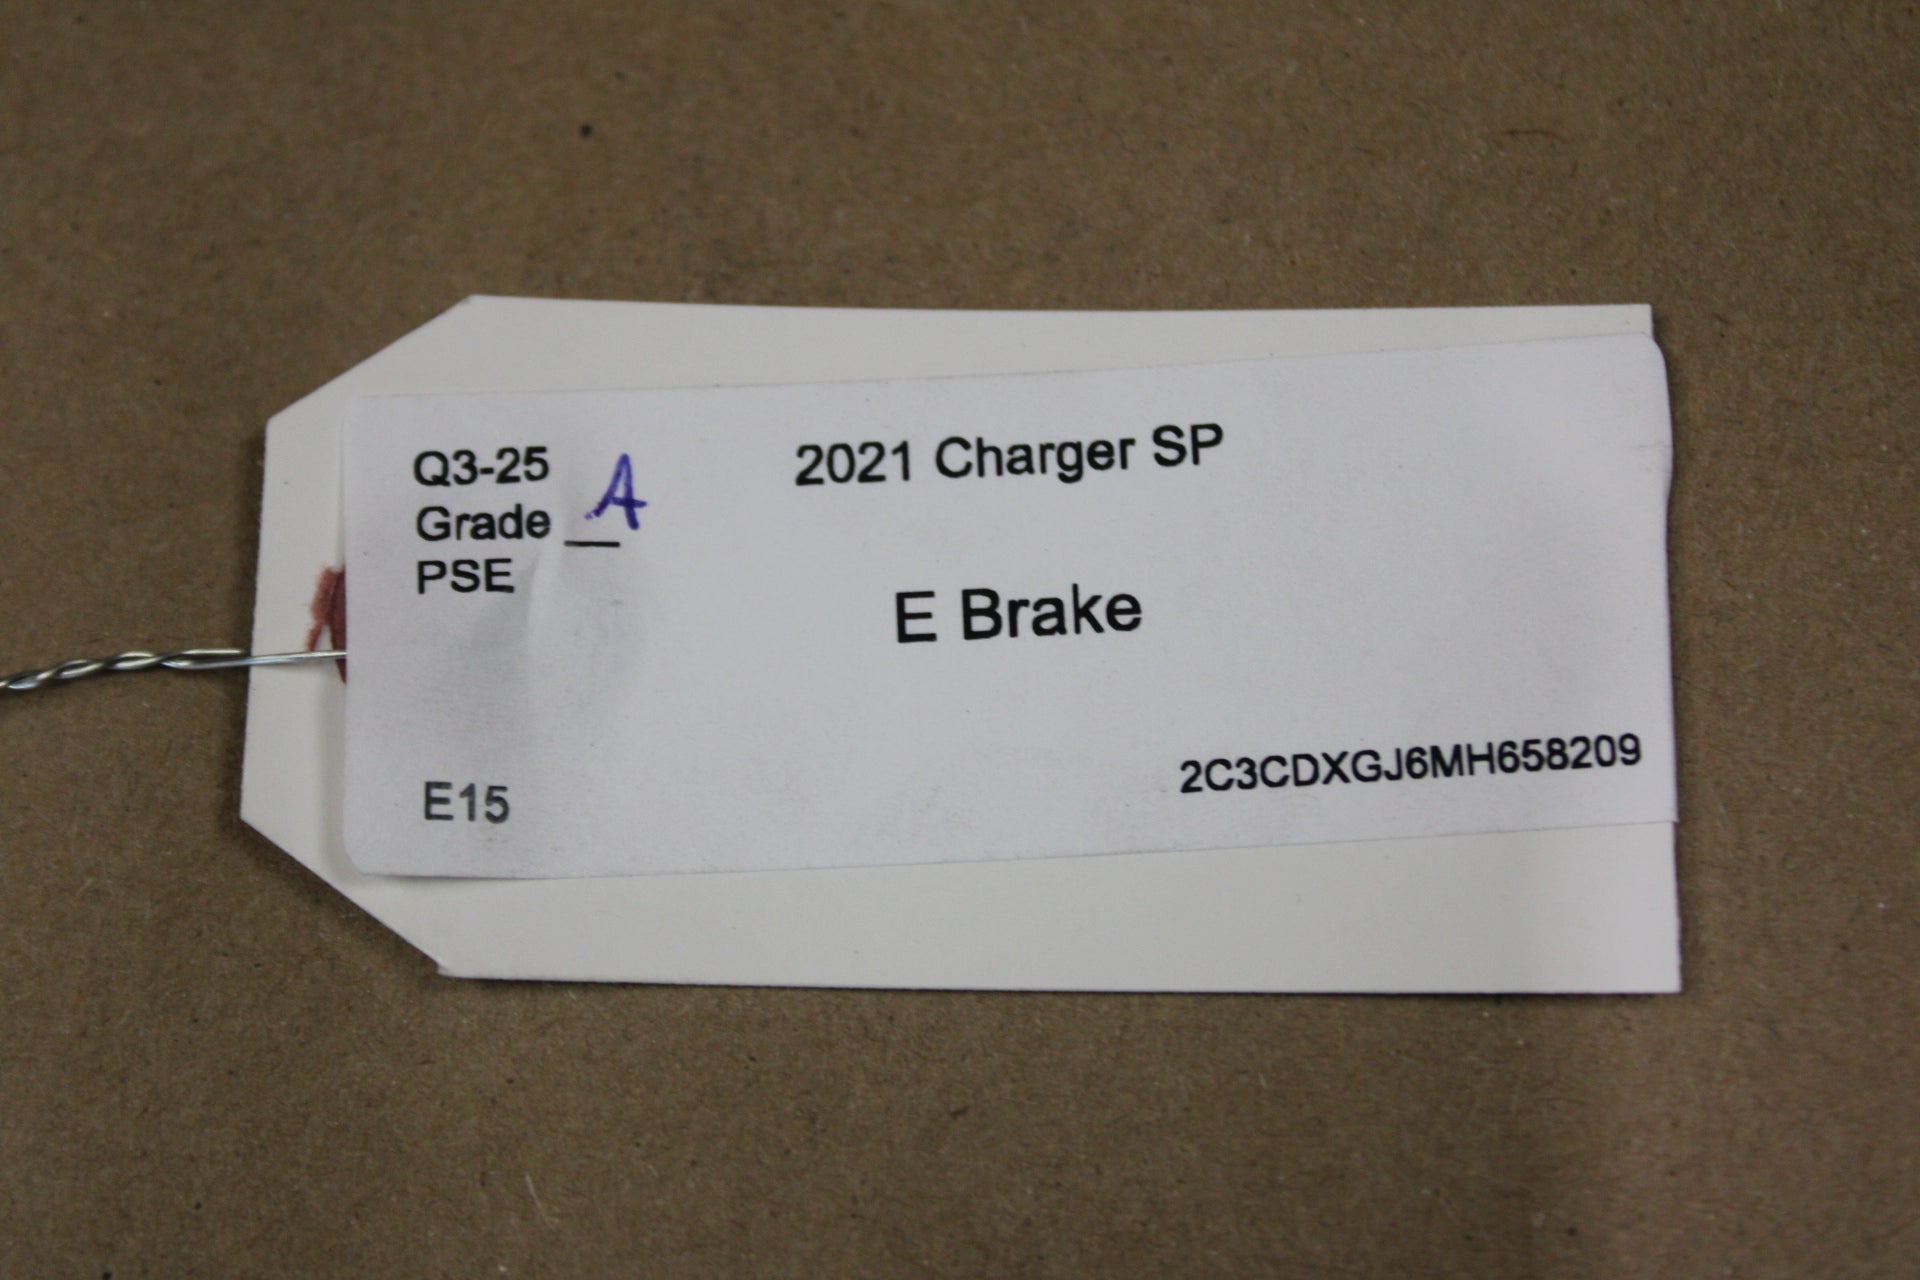 Q3-25
Grade A
PSE
2021 Charger SP
E Brake
E15
2C3CDXGJ6MH658209